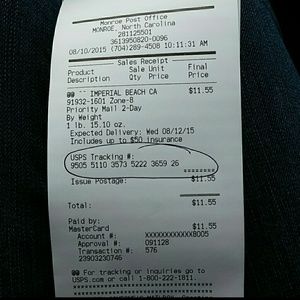 Monroe Post Office
MONROE, North Carolina
281125501
3613950820-0096
08/10/2015 (704)289-4508 10:11:31 AM
Sales Receipt
Product Sale Unit Final
Description Qty Price Price
@@ IMPERIAL BEACH CA $11.55
91932-1601 Zone-8
Priority Mail 2-Day
By Weight
1 lb. 15.10 oz.
Expected Delivery: Wed 08/12/15
Includes up to $50 insurance
USPS Tracking #:
9505 5110 3573 5222 3659 26
========
Issue Postage: $11.55
Total: $11.55
Paid by:
MasterCard $11.55
Account #: XXXXXXXXXXXX8005
Approval #: 091128
Transaction #: 576
23903230746
@@ For tracking or inquiries go to
USPS.com or call 1-800-222-1811.